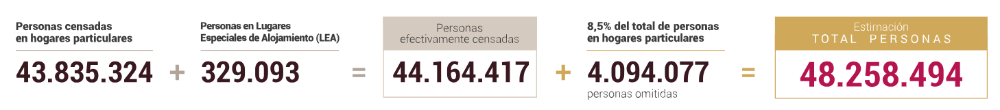 Personas censadas
en hogares particulares
43.835.324
+
Personas en Lugares
Especiales de Alojamiento (LEA)
329.093
=
Personas
efectivamente censadas
44.164.417
+
8,5% del total de personas
en hogares particulares
4.094.077
personas omitidas
=
Estimación
TOTAL PERSONAS
48.258.494